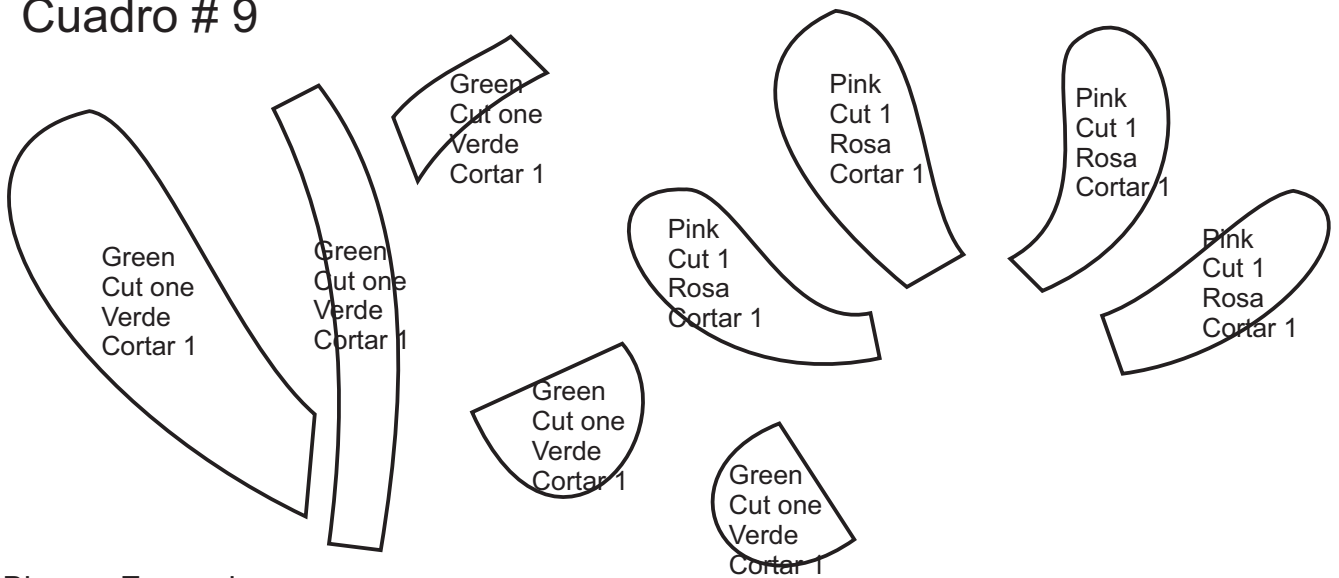 Cuadro # 9
Green
Cut one
Verde
Cortar 1
Green
Cut one
Verde
Cortar 1
Green
Cut one
Verde
Cortar 1
Pink
Cut 1
Rosa
Cortar 1
Pink
Cut 1
Rosa
Cortar 1
Pink
Cut 1
Rosa
Cortar 1
Pink
Cut 1
Rosa
Cortar 1
Green
Cut one
Verde
Cortar 1
Green
Cut one
Verde
Cortar 1